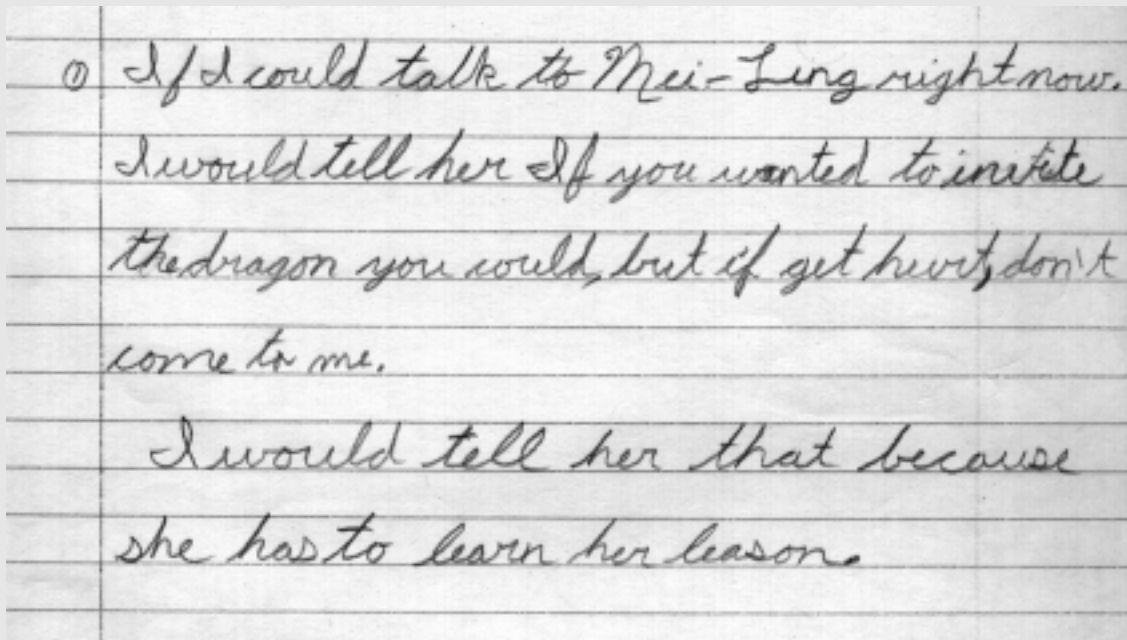 ① If I could talk to Mei-Ling right now.
I would tell her If you wanted to invite
the dragon you could, but if get hurt, don't
come to me.
I would tell her that because
she has to learn her leason.